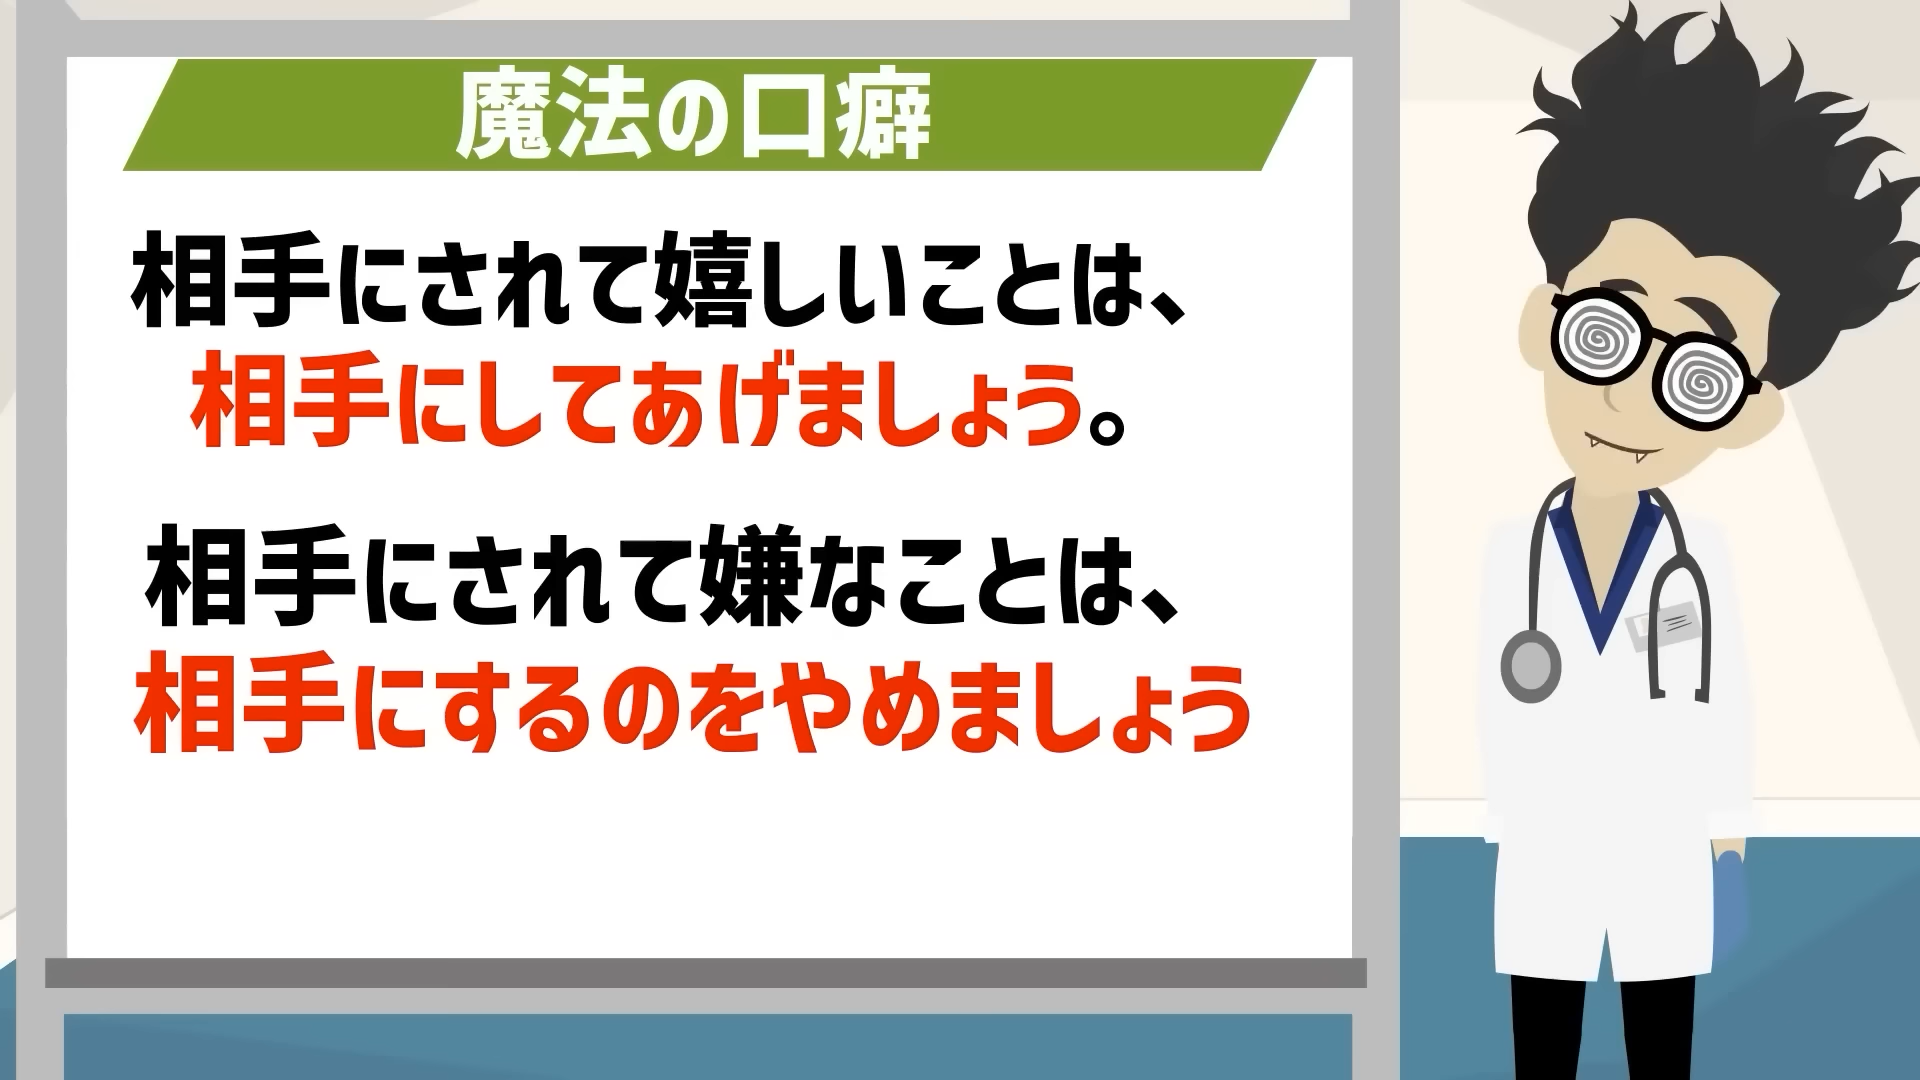 魔法の口癖
相手にされて嬉しいことは、
相手にしてあげましょう。
相手にされて嫌なことは、
相手にするのをやめましょう